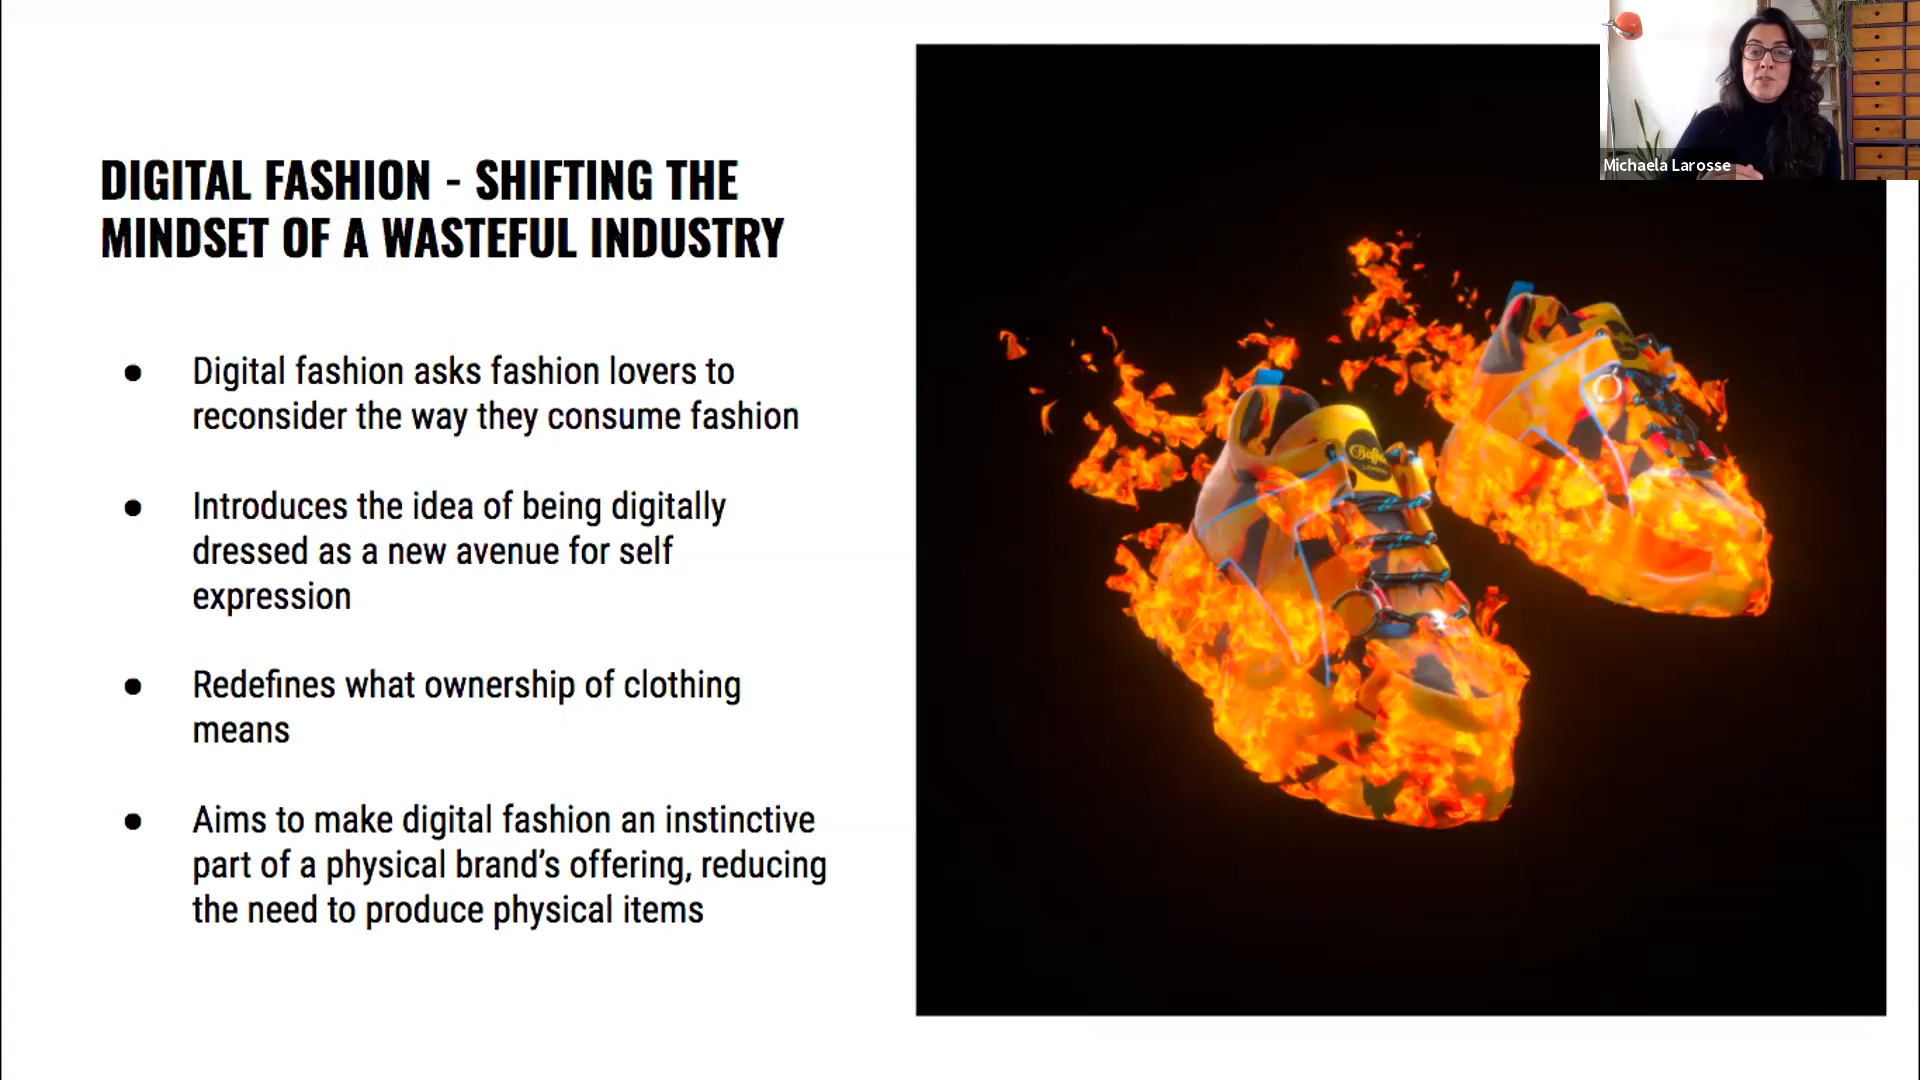 DIGITAL FASHION - SHIFTING THE
MINDSET OF A WASTEFUL INDUSTRY
● Digital fashion asks fashion lovers to
reconsider the way they consume fashion
● Introduces the idea of being digitally
dressed as a new avenue for self
expression
● Redefines what ownership of clothing
means
● Aims to make digital fashion an instinctive
part of a physical brand’s offering, reducing
the need to produce physical items
Michaela Larosse